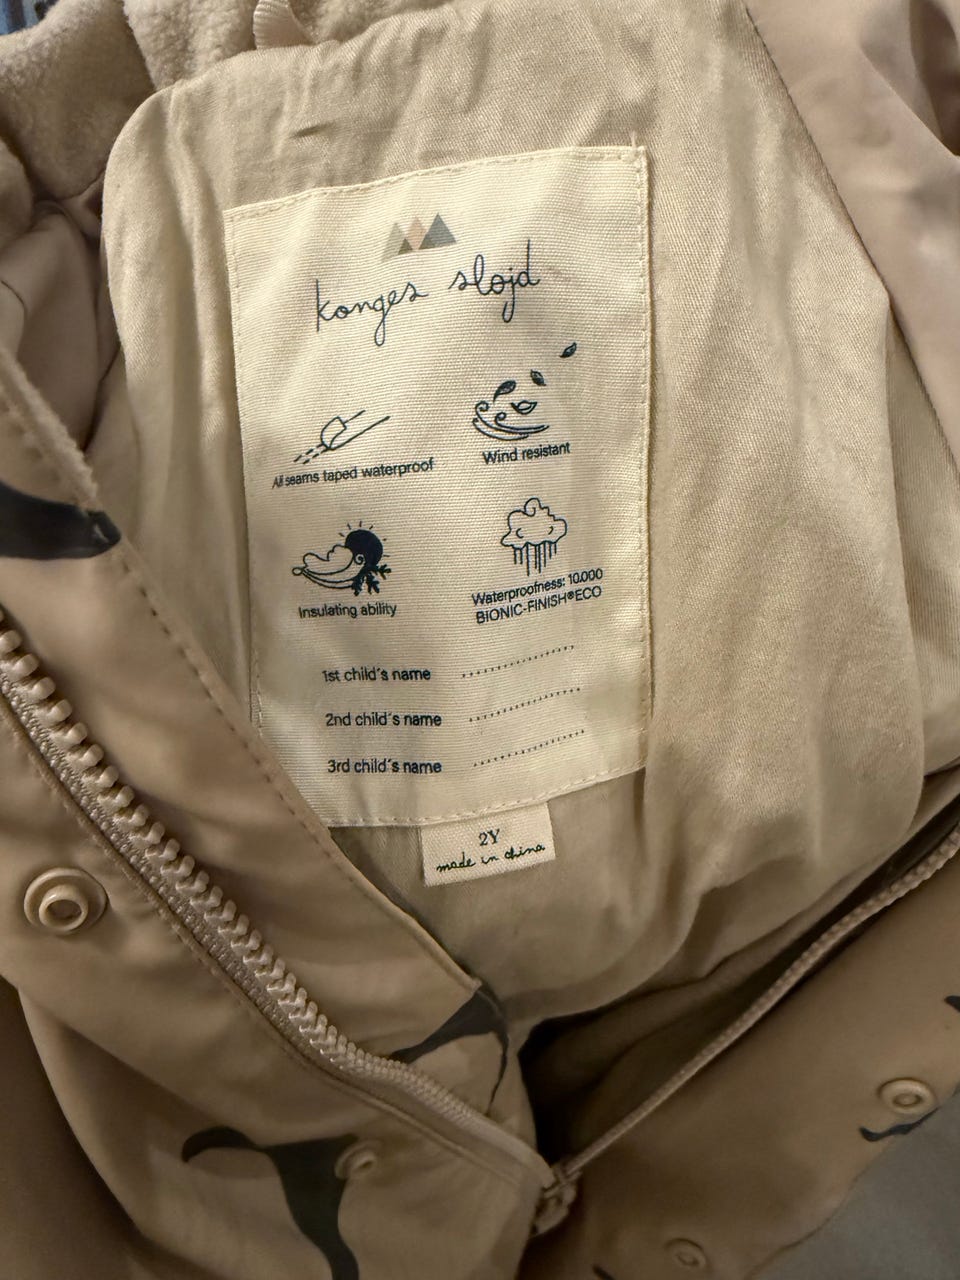 konges sløjd
All seams taped waterproof
Wind resistant
Insulating ability
Waterproofness: 10.000
BIONIC-FINISH®ECO
1st child´s name ....................
2nd child´s name ....................
3rd child´s name ....................
2Y
made in china